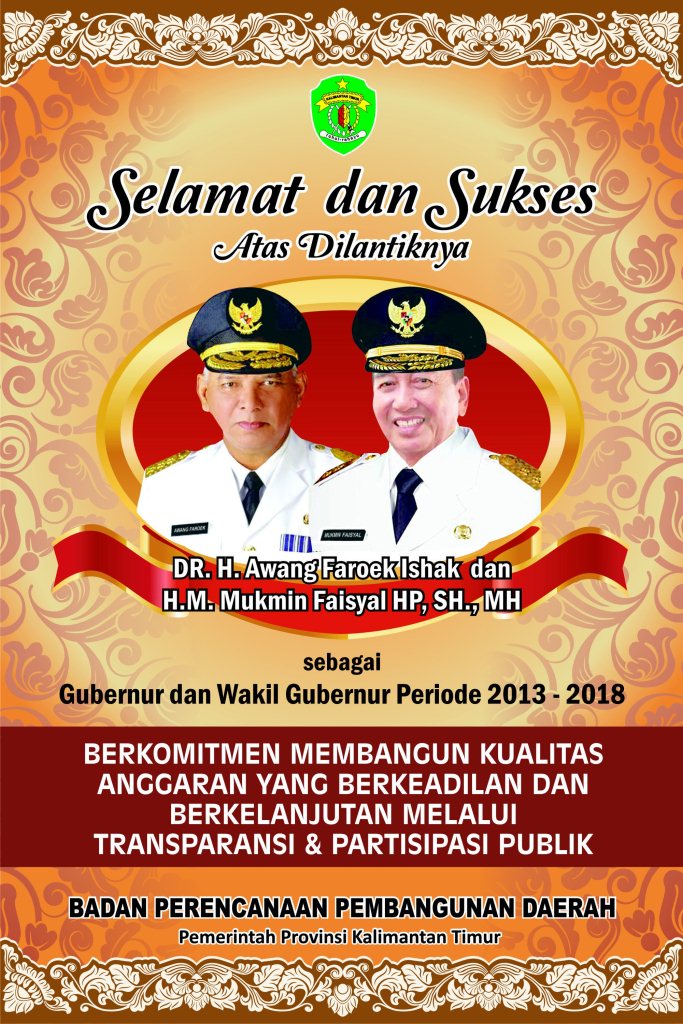 KALIMANTAN TIMUR
Selamat dan Sukses
Atas Dilantiknya
AWANG FAROEK
MUKMIN FAISYAL
DR. H. Awang Faroek Ishak dan
H.M. Mukmin Faisyal HP, SH., MH
sebagai
Gubernur dan Wakil Gubernur Periode 2013 - 2018
BERKOMITMEN MEMBANGUN KUALITAS
ANGGARAN YANG BERKEADILAN DAN
BERKELANJUTAN MELALUI
TRANSPARANSI & PARTISIPASI PUBLIK
BADAN PERENCANAAN PEMBANGUNAN DAERAH
Pemerintah Provinsi Kalimantan Timur